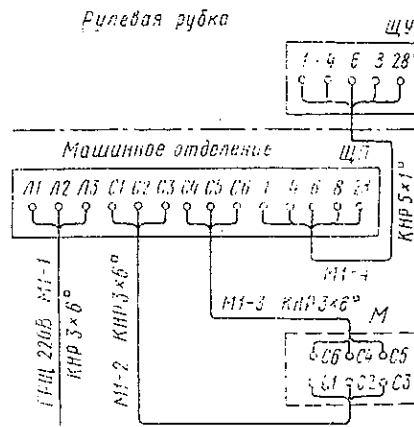 Рулевая рубка
ЩУ
1 4 6 8 28
Машинное отделение
ЩП
Л1 Л2 Л3 С1 С2 С3 С4 С5 С6 1 4 6 8 21
КНР 5×1°
М1-4
М1-3 КНР 3×6°
М
С6 С4 С5
С1 С2 С3
220В М1-1
КНР 3×6°
М1-2 КНР 3×6°